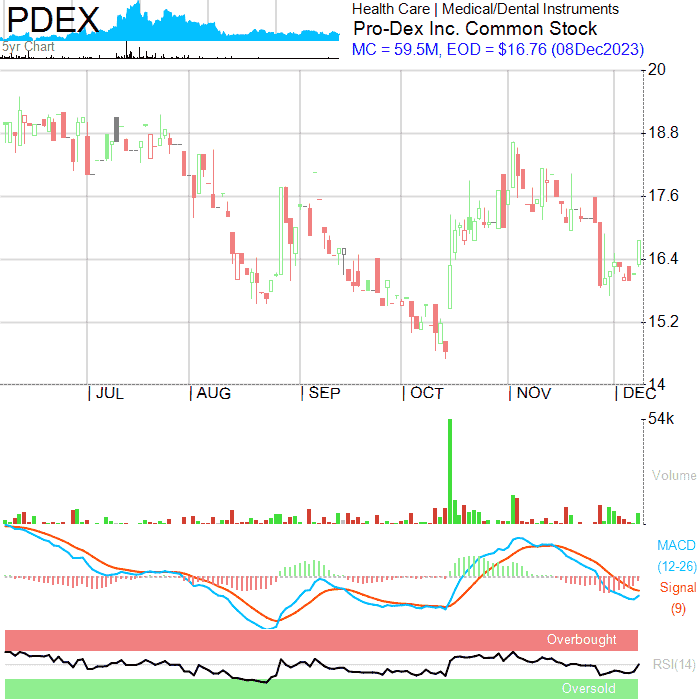 PDEX
5yr Chart
Health Care | Medical/Dental Instruments
Pro-Dex Inc. Common Stock
MC = 59.5M, EOD = $16.76 (08Dec2023)
20
18.8
17.6
16.4
15.2
14
JUL
AUG
SEP
OCT
NOV
DEC
54k
Volume
MACD
(12-26)
Signal
(9)
Overbought
RSI(14)
Oversold